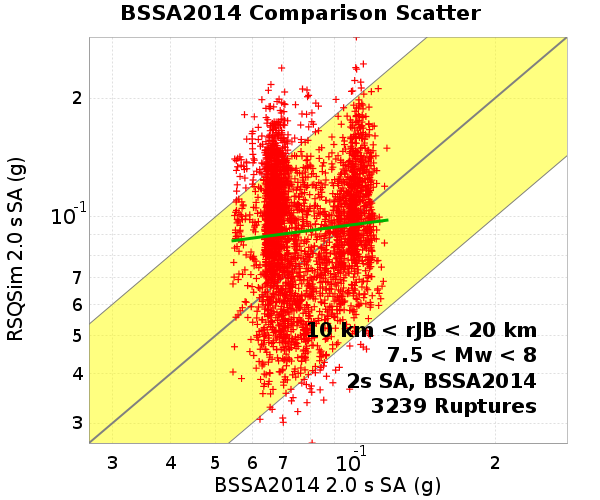 BSSA2014 Comparison Scatter
RSQSim 2.0 s SA (g)
2
10-1
7
6
5
4
3
10 km < rJB < 20 km
7.5 < Mw < 8
2s SA, BSSA2014
3239 Ruptures
3 4 5 6 7 10-1 2
BSSA2014 2.0 s SA (g)